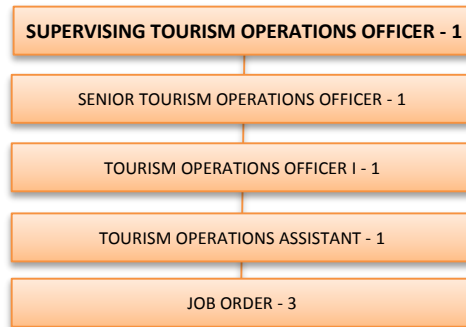 SUPERVISING TOURISM OPERATIONS OFFICER - 1
SENIOR TOURISM OPERATIONS OFFICER - 1
TOURISM OPERATIONS OFFICER I - 1
TOURISM OPERATIONS ASSISTANT - 1
JOB ORDER - 3